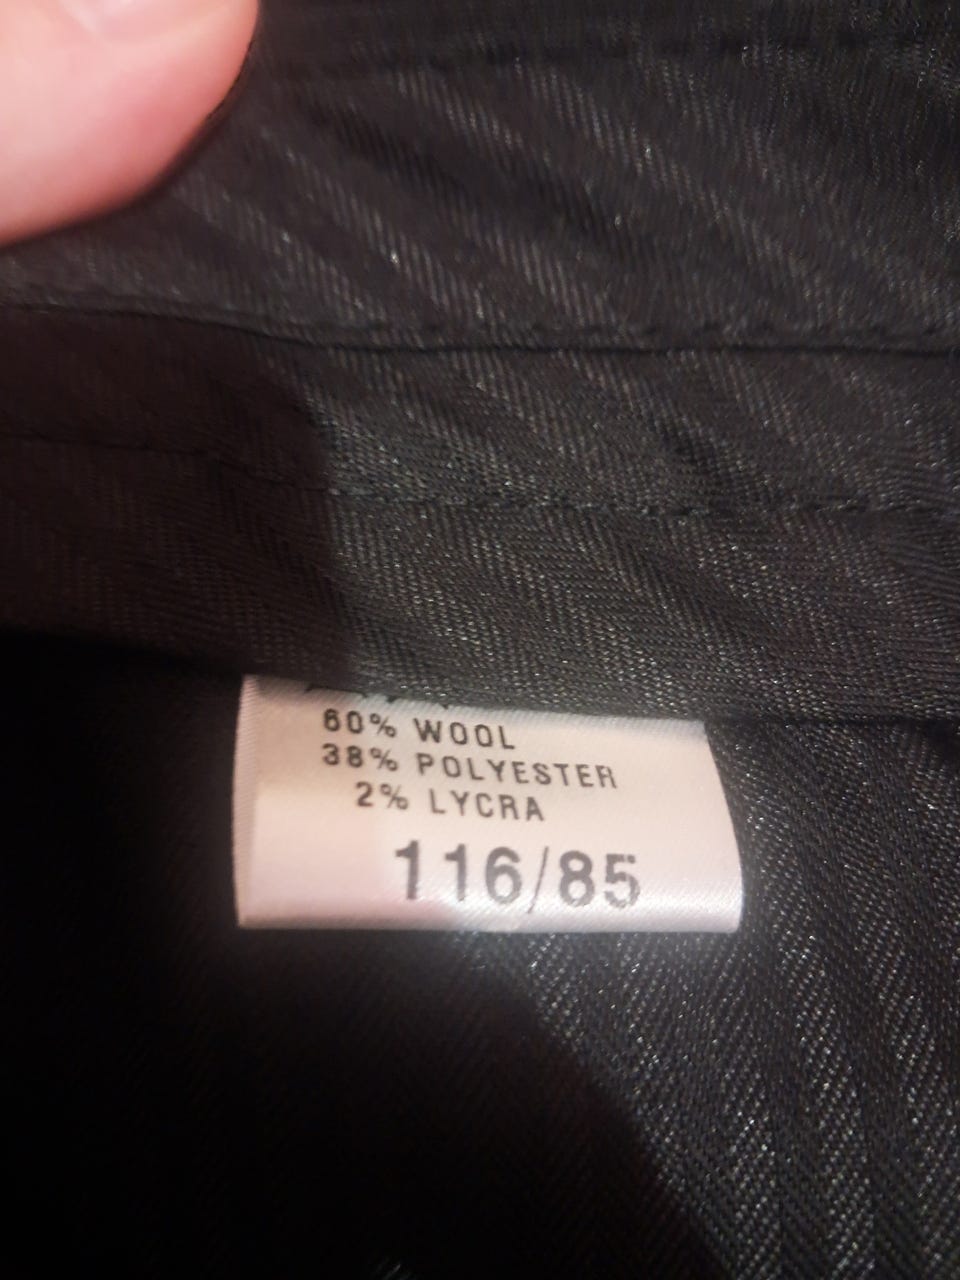 60% WOOL
38% POLYESTER
2% LYCRA
116/85